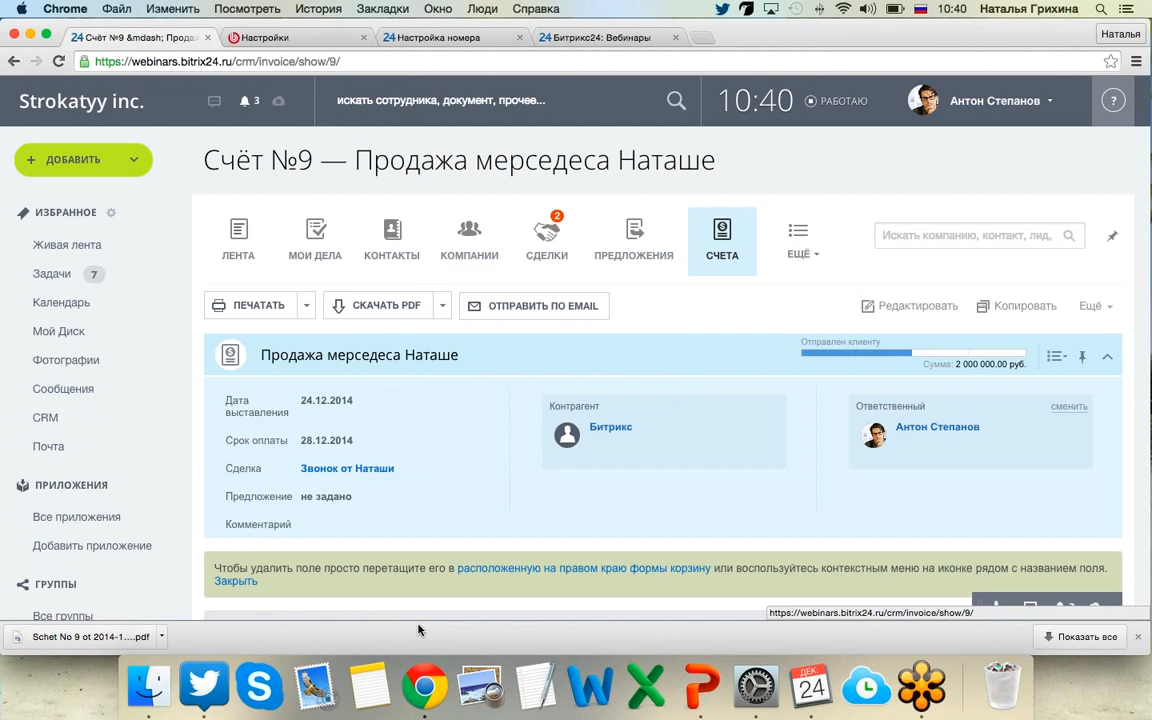 Chrome Файл Изменить Посмотреть История Закладки Окно Люди Справка 10:40 Наталья Грихина
24 Счёт №9 &mdash; Продаж × Настройки × 24 Настройка номера × 24 Битрикс24: Вебинары × Наталья
https://webinars.bitrix24.ru/crm/invoice/show/9/
Strokatyy inc. 3 искать сотрудника, документ, прочее... 10:40 РАБОТАЮ Антон Степанов ?
+ ДОБАВИТЬ
Счёт №9 — Продажа мерседеса Наташе
ИЗБРАННОЕ
Живая лента
Задачи 7
Календарь
Мой Диск
Фотографии
Сообщения
CRM
Почта
ПРИЛОЖЕНИЯ
Все приложения
Добавить приложение
ГРУППЫ
Все группы
2
ЛЕНТА МОИ ДЕЛА КОНТАКТЫ КОМПАНИИ СДЕЛКИ ПРЕДЛОЖЕНИЯ СЧЕТА ЕЩЁ Искать компанию, контакт, лид,
ПЕЧАТАТЬ СКАЧАТЬ PDF ОТПРАВИТЬ ПО EMAIL Редактировать Копировать Ещё
Продажа мерседеса Наташе
Отправлен клиенту
Сумма: 2 000 000.00 руб.
Дата выставления 24.12.2014
Срок оплаты 28.12.2014
Сделка Звонок от Наташи
Предложение не задано
Комментарий
Контрагент
Битрикс
Ответственный сменить
Антон Степанов
Чтобы удалить поле просто перетащите его в расположенную на правом краю формы корзину или воспользуйтесь контекстным меню на иконке рядом с названием поля.
Закрыть
https://webinars.bitrix24.ru/crm/invoice/show/9/
Schet No 9 ot 2014-1....pdf Показать все ×
ДЕК
24